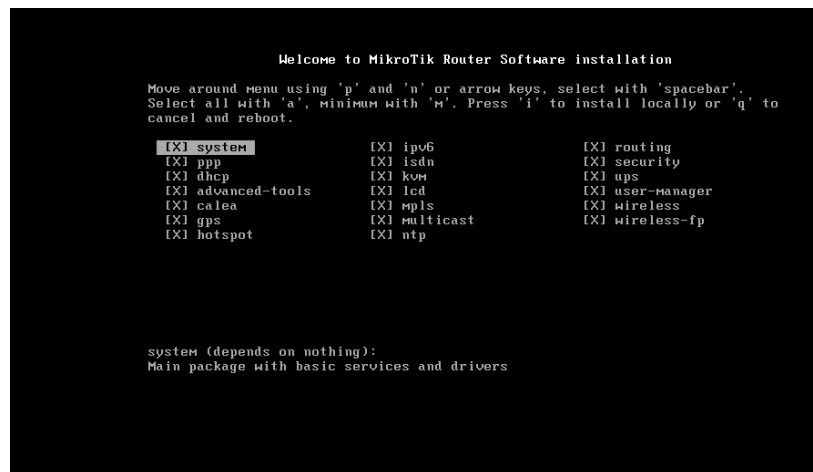 Welcome to MikroTik Router Software installation
Move around menu using 'p' and 'n' or arrow keys, select with 'spacebar'.
Select all with 'a', minimum with 'm'. Press 'i' to install locally or 'q' to
cancel and reboot.
[X] system [X] ipv6 [X] routing
[X] ppp [X] isdn [X] security
[X] dhcp [X] kvm [X] ups
[X] advanced-tools [X] lcd [X] user-manager
[X] calea [X] mpls [X] wireless
[X] gps [X] multicast [X] wireless-fp
[X] hotspot [X] ntp
system (depends on nothing):
Main package with basic services and drivers